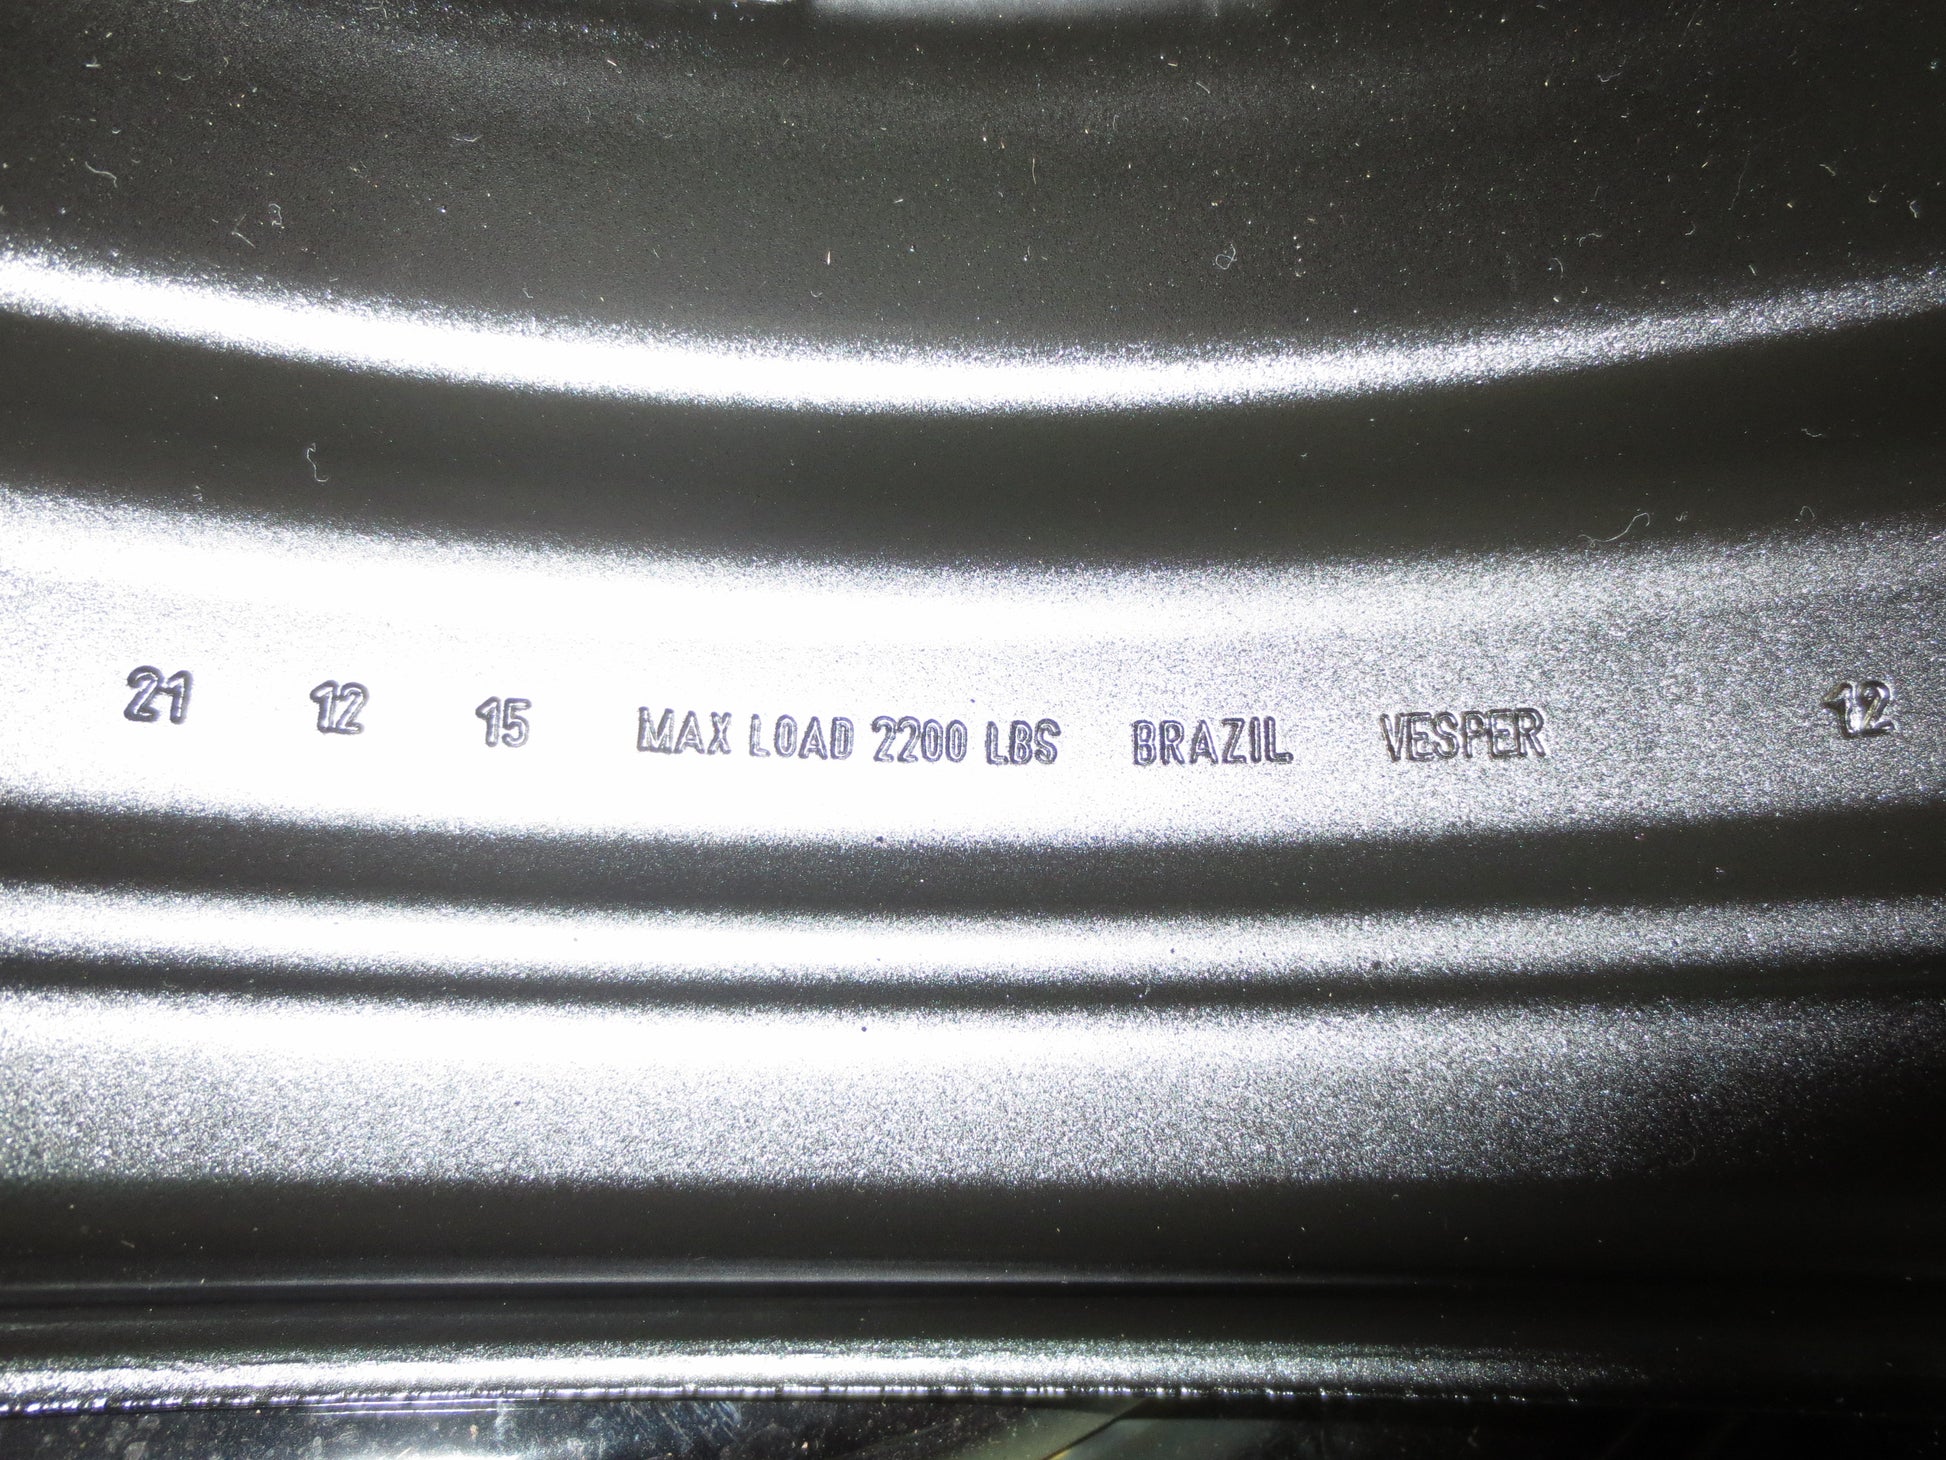 21 12 15 MAX LOAD 2200 LBS BRAZIL VESPER 12